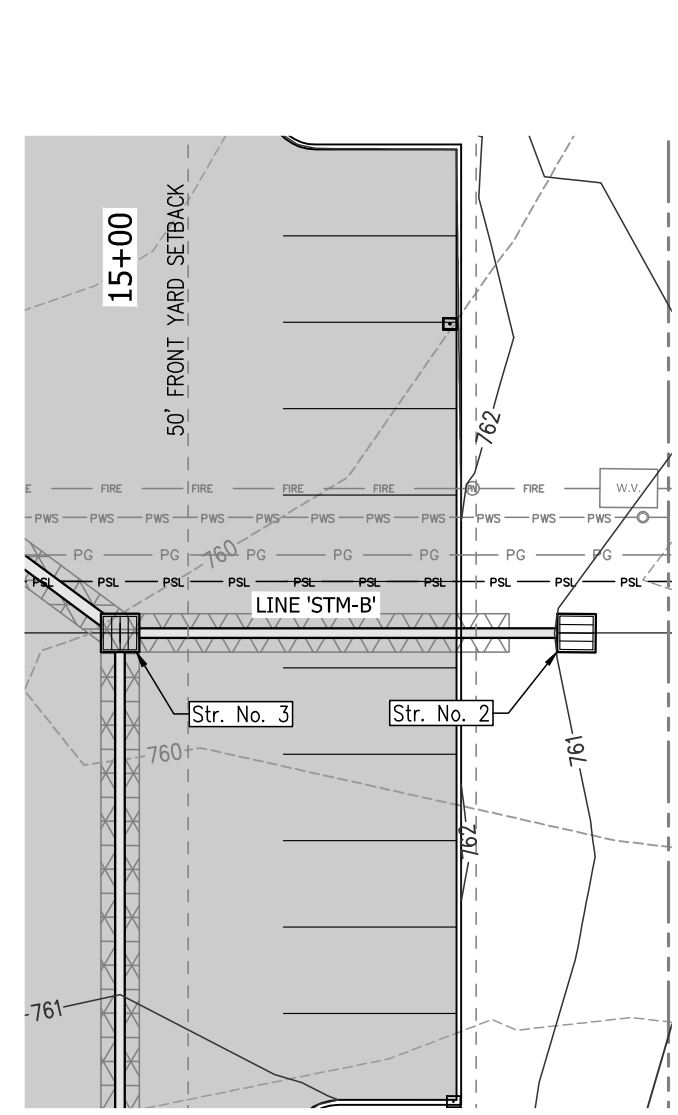 15+00
50' FRONT YARD SETBACK
762
E FIRE FIRE FIRE FIRE FIRE
W.V.
PWS PWS PWS PWS PWS PWS PWS PWS PWS PWS PWS
PG PG PG PG PG PG PG
760
PSL PSL PSL PSL PSL PSL PSL PSL PSL PSL
LINE 'STM-B'
Str. No. 3
Str. No. 2
760
761
762
761